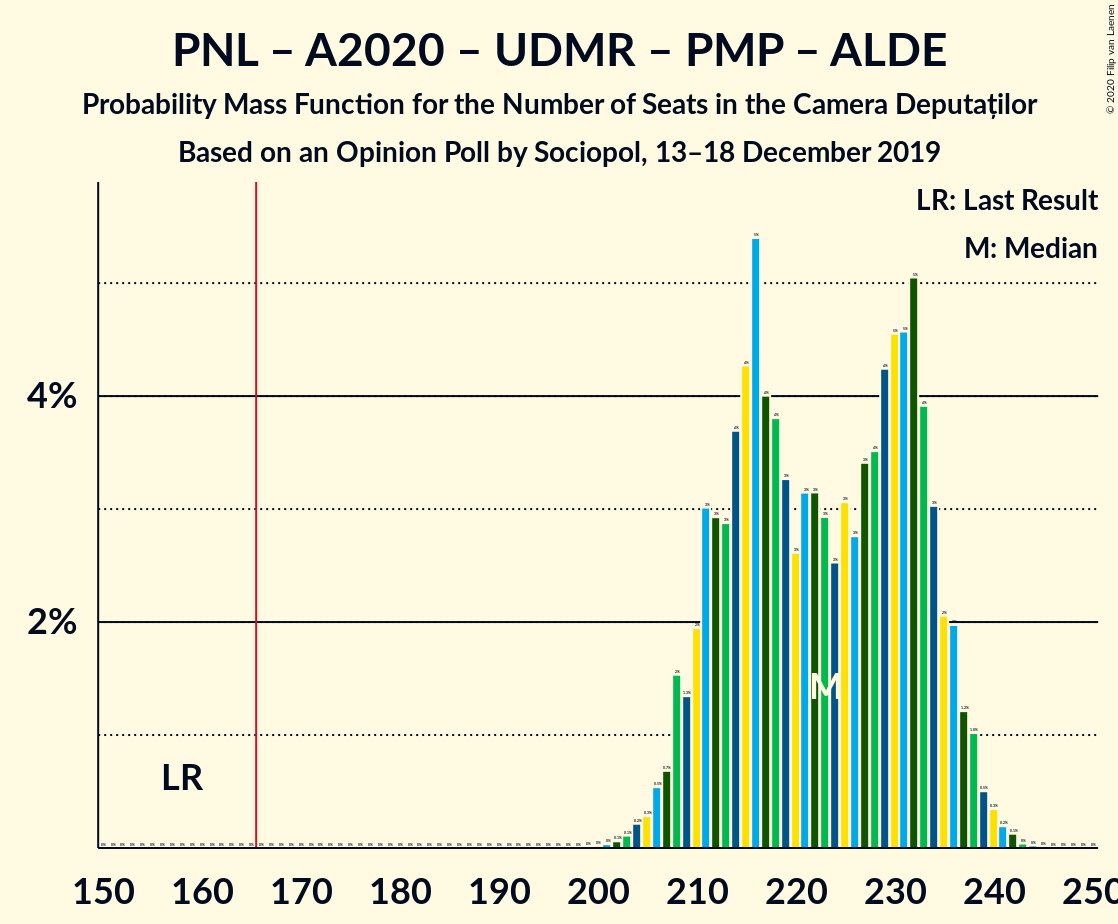 PNL – A2020 – UDMR – PMP – ALDE
Probability Mass Function for the Number of Seats in the Camera Deputaților
Based on an Opinion Poll by Sociopol, 13–18 December 2019
© 2020 Filip van Laenen
LR: Last Result
M: Median
4%
2%
LR
M
150 160 170 180 190 200 210 220 230 240 250